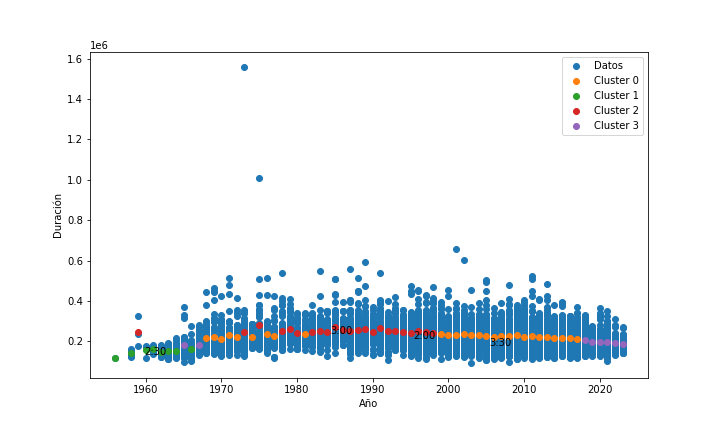 1e6
1.6
1.4
1.2
1.0
0.8
0.6
0.4
0.2
Duración
1960
1970
1980
1990
2000
2010
2020
Año
Datos
Cluster 0
Cluster 1
Cluster 2
Cluster 3
2:30
3:00
2:00
3:30